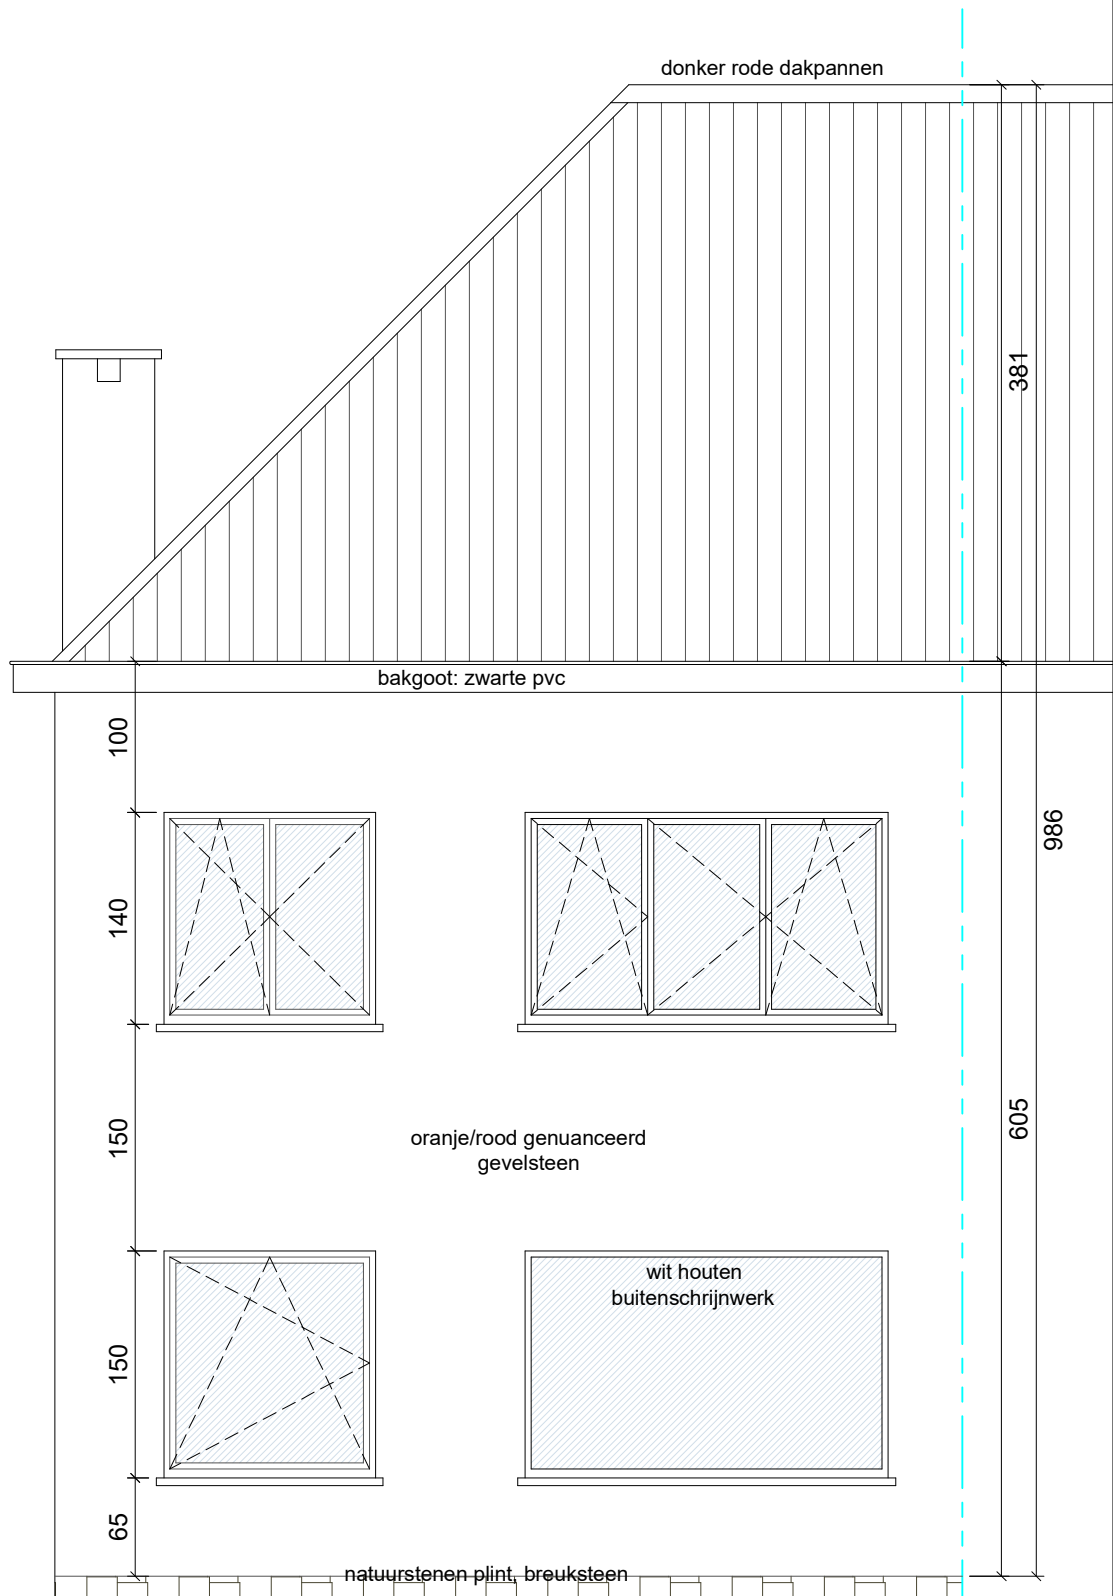 donker rode dakpannen
381
bakgoot: zwarte pvc
100
986
140
605
150
oranje/rood genuanceerd
gevelsteen
wit houten
buitenschrijnwerk
150
65
natuurstenen plint, breuksteen